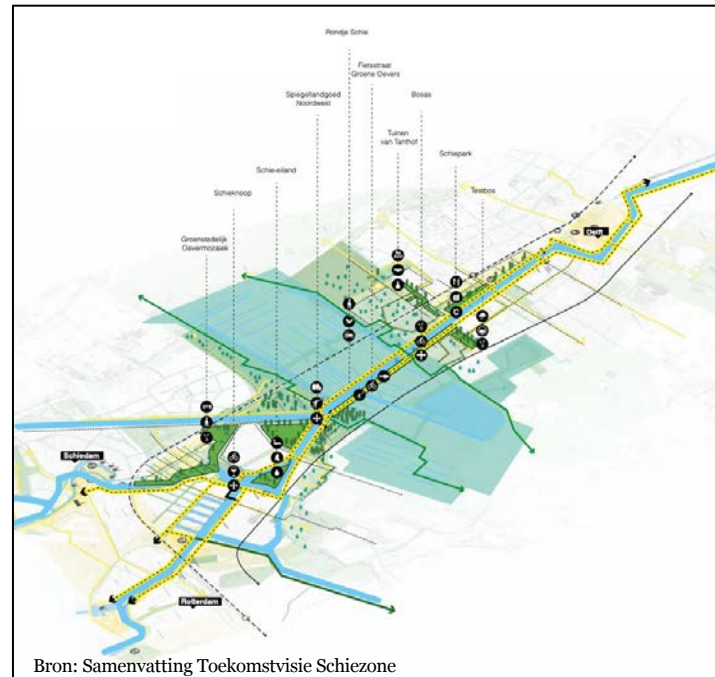 Rondje Schie
Fietsstraat
Groene Oevers
Spiegellandgoed
Noordwest
Bosas
Tuinen
van Tanthof
Schie-eiland
Schiepark
Schieknoop
Testbos
Groenstedelijk
Oevermozaiek
Delft
Schiedam
Rotterdam
Bron: Samenvatting Toekomstvisie Schiezone